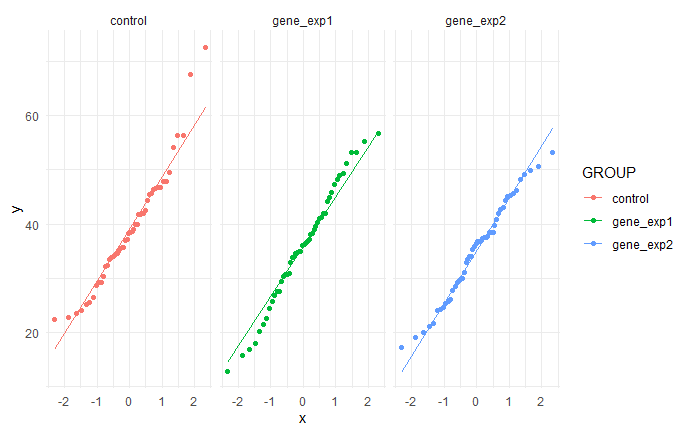 control gene_exp1 gene_exp2
60
40
20
y
-2 -1 0 1 2 -2 -1 0 1 2 -2 -1 0 1 2
x
GROUP
control
gene_exp1
gene_exp2